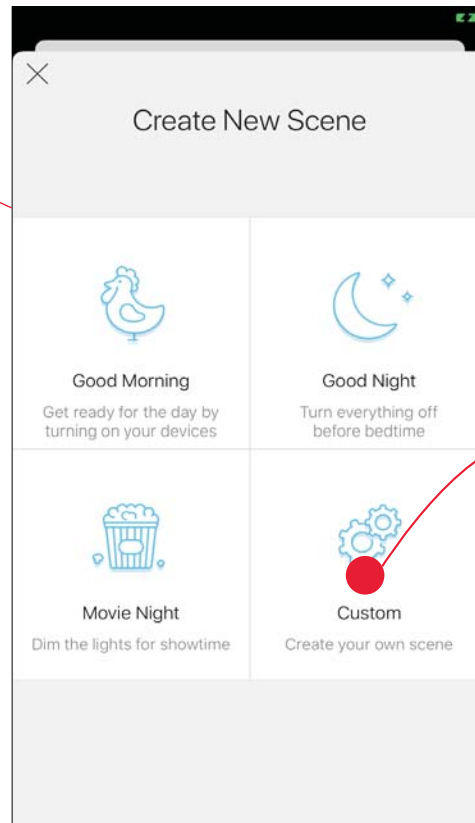 Create New Scene
Good Morning
Get ready for the day by
turning on your devices
Good Night
Turn everything off
before bedtime
Movie Night
Dim the lights for showtime
Custom
Create your own scene